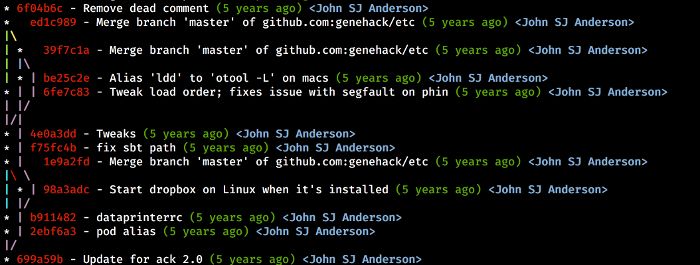 * 6f04b6c - Remove dead comment (5 years ago) <John SJ Anderson>
*   ed1c989 - Merge branch 'master' of github.com:genehack/etc (5 years ago) <John SJ Anderson>
|\
| *   39f7c1a - Merge branch 'master' of github.com:genehack/etc (5 years ago) <John SJ Anderson>
| |\
* | | be25c2e - Alias 'ldd' to 'otool -L' on macs (5 years ago) <John SJ Anderson>
| * | 6fe7c83 - Tweak load order; fixes issue with segfault on phin (5 years ago) <John SJ Anderson>
| |/
|/|
* | 4e0a3dd - Tweaks (5 years ago) <John SJ Anderson>
* | f75fc4b - fix sbt path (5 years ago) <John SJ Anderson>
* |   1e9a2fd - Merge branch 'master' of github.com:genehack/etc (5 years ago) <John SJ Anderson>
|\ \
| * | 98a3adc - Start dropbox on Linux when it's installed (5 years ago) <John SJ Anderson>
| |/
* | b911482 - dataprinterrc (5 years ago) <John SJ Anderson>
* | 2ebf6a3 - pod alias (5 years ago) <John SJ Anderson>
|/
* 699a59b - Update for ack 2.0 (5 years ago) <John SJ Anderson>